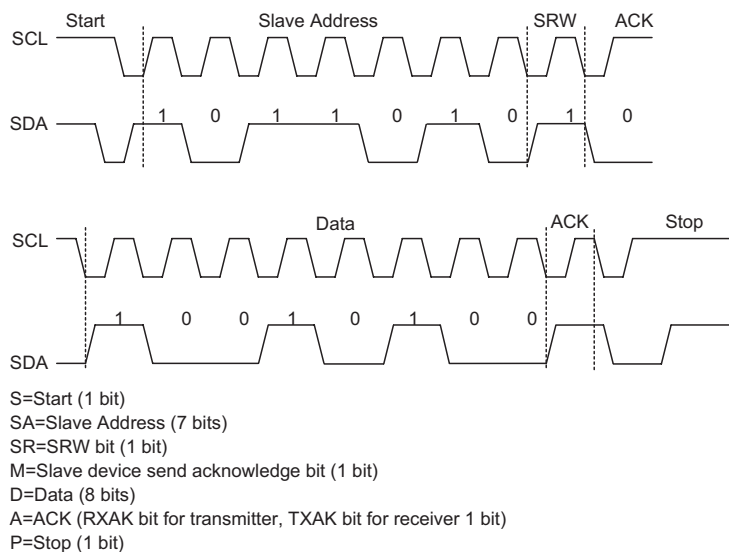 Start Slave Address SRW ACK
SCL
1 0 1 1 0 1 0 1 0
SDA
Data ACK Stop
SCL
1 0 0 1 0 1 0 0
SDA
S=Start (1 bit)
SA=Slave Address (7 bits)
SR=SRW bit (1 bit)
M=Slave device send acknowledge bit (1 bit)
D=Data (8 bits)
A=ACK (RXAK bit for transmitter, TXAK bit for receiver 1 bit)
P=Stop (1 bit)